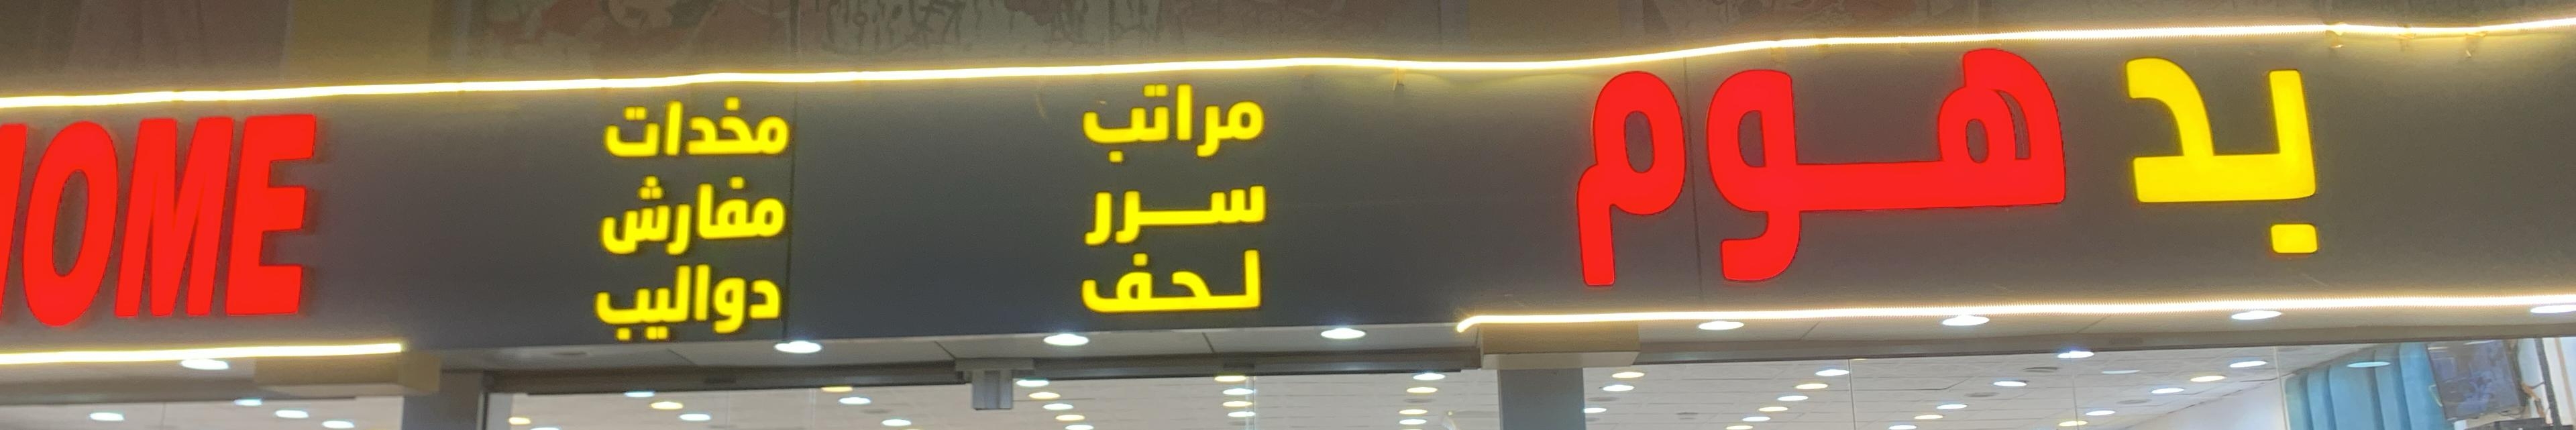 بد هوم
مراتب
سرر
لحف
مخدات
مفارش
دواليب
HOME